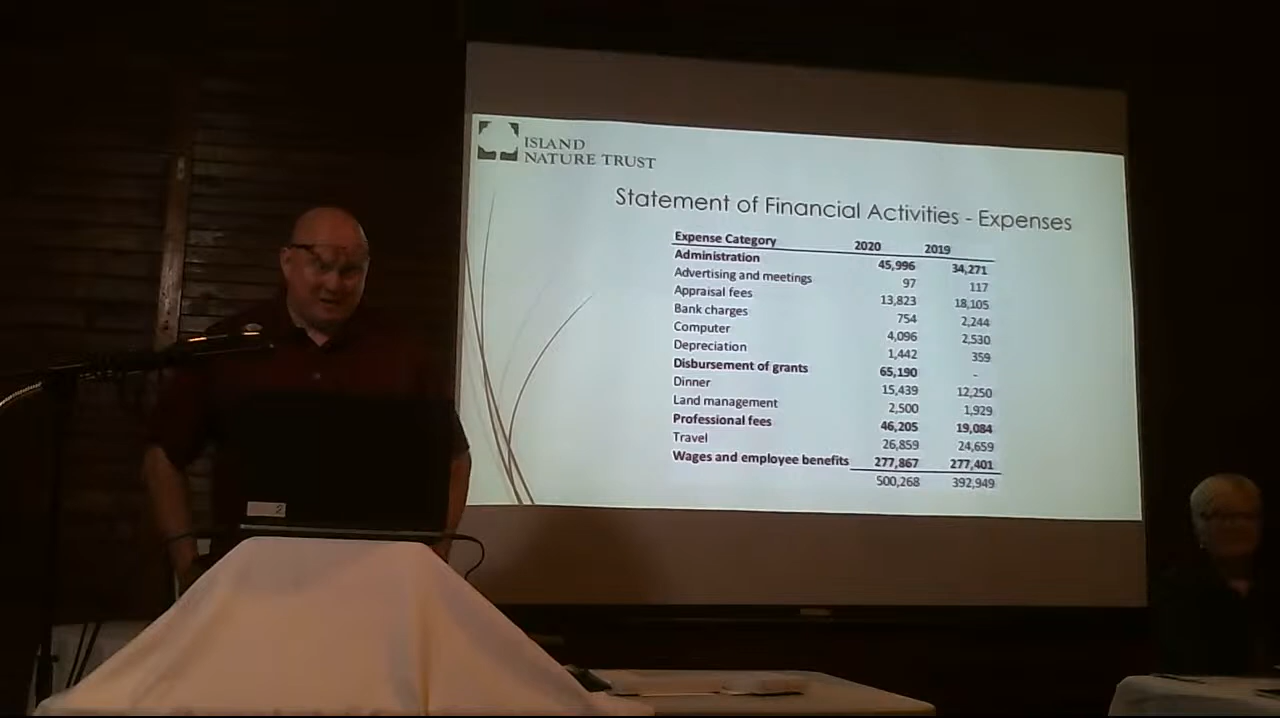 ISLAND
NATURE TRUST
Statement of Financial Activities - Expenses
Expense Category 2020 2019
Administration 45,996 34,271
Advertising and meetings 97 117
Appraisal fees 13,823 18,105
Bank charges 754 2,244
Computer 4,096 2,530
Depreciation 1,442 359
Disbursement of grants 65,190 -
Dinner 15,439 12,250
Land management 2,500 1,929
Professional fees 46,205 19,084
Travel 26,859 24,659
Wages and employee benefits 277,867 277,401
500,268 392,949
2